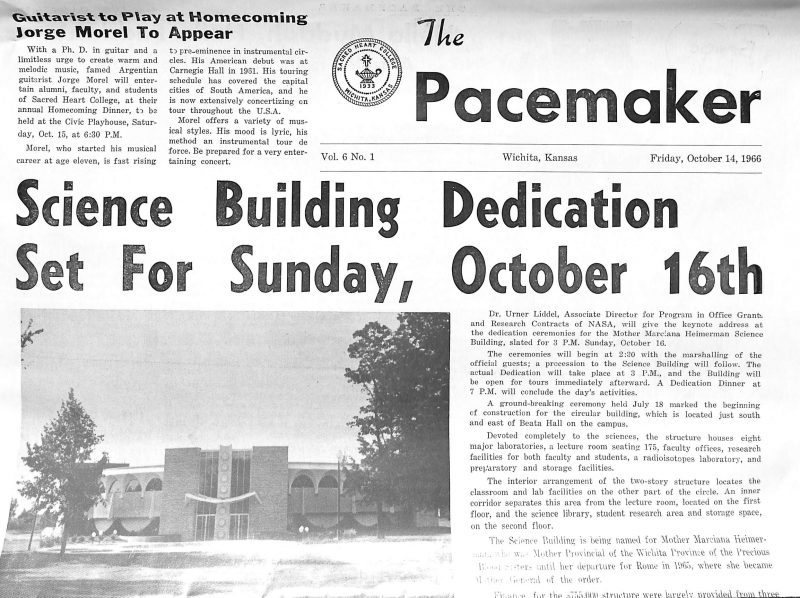 Guitarist to Play at Homecoming
Jorge Morel To Appear
With a Ph. D. in guitar and a
limitless urge to create warm and
melodic music, famed Argentian
guitarist Jorge Morel will enter-
tain alumni, faculty, and students
of Sacred Heart College, at their
annual Homecoming Dinner, to be
held at the Civic Playhouse, Satur-
day, Oct. 15, at 6:30 P.M.
Morel, who started his musical
career at age eleven, is fast rising
to pre-eminence in instrumental cir-
cles. His American debut was at
Carnegie Hall in 1961. His touring
schedule has covered the capital
cities of South America, and he
is now extensively concertizing on
tour throughout the U.S.A.
Morel offers a variety of mus-
ical styles. His mood is lyric, his
method an instrumental tour de
force. Be prepared for a very enter-
taining concert.
SACRED HEART COLLEGE
1933
WICHITA, KANSAS
The
Pacemaker
Vol. 6 No. 1 Wichita, Kansas Friday, October 14, 1966
Science Building Dedication
Set For Sunday, October 16th
Dr. Urner Liddel, Associate Director for Program in Office Grants
and Research Contracts of NASA, will give the keynote address at
the dedication ceremonies for the Mother Marciana Heimerman Science
Building, slated for 3 P.M. Sunday, October 16.
The ceremonies will begin at 2:30 with the marshalling of the
official guests; a procession to the Science Building will follow. The
actual Dedication will take place at 3 P.M., and the Building will
be open for tours immediately afterward. A Dedication Dinner at
7 P.M. will conclude the day's activities.
A ground-breaking ceremony held July 18 marked the beginning
of construction for the circular building, which is located just south
and east of Beata Hall on the campus.
Devoted completely to the sciences, the structure houses eight
major laboratories, a lecture room seating 175, faculty offices, research
facilities for both faculty and students, a radioisotopes laboratory, and
preparatory and storage facilities.
The interior arrangement of the two-story structure locates the
classroom and lab facilities on the other part of the circle. An inner
corridor separates this area from the lecture room, located on the first
floor, and the science library, student research area and storage space,
on the second floor.
The Science Building is being named for Mother Marciana Heimer-
was Mother Provincial of the Wichita Province of the Precious
Sisters until her departure for Rome in 1965, where she became
General of the order.
Finance for the $755,000 structure were largely provided from three